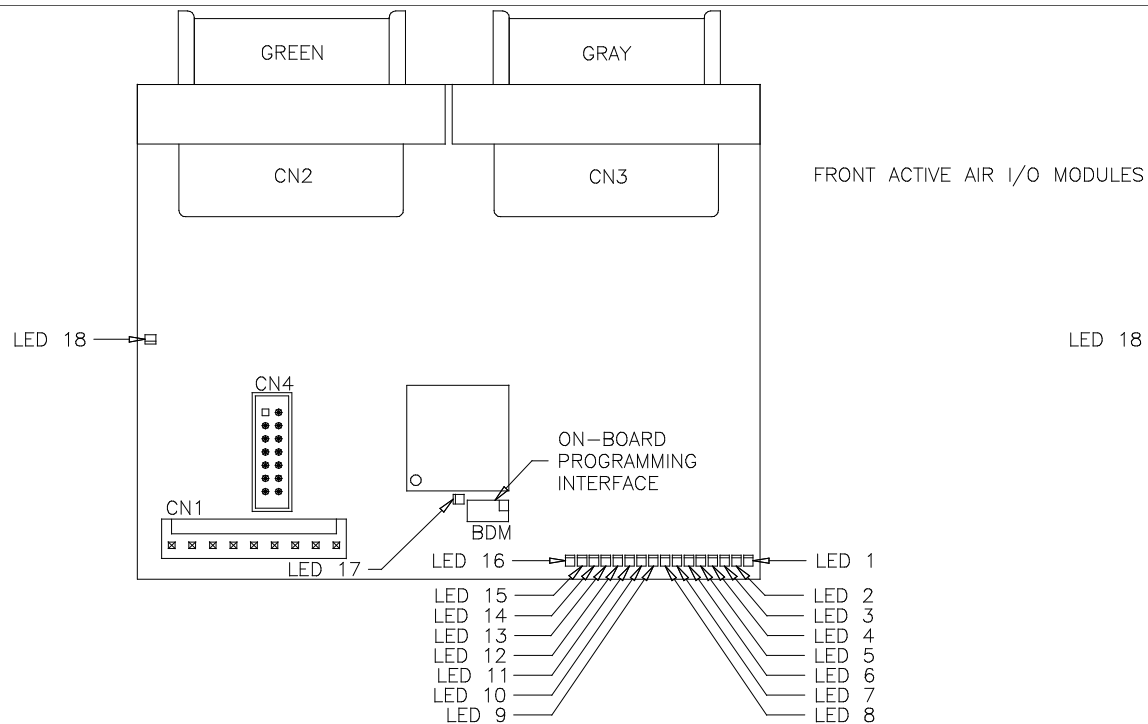 GREEN
GRAY
CN2
CN3
FRONT ACTIVE AIR I/O MODULES
LED 18
LED 18
CN4
ON-BOARD
PROGRAMMING
INTERFACE
CN1
BDM
LED 17
LED 16
LED 1
LED 15
LED 2
LED 14
LED 3
LED 13
LED 4
LED 12
LED 5
LED 11
LED 6
LED 10
LED 7
LED 9
LED 8